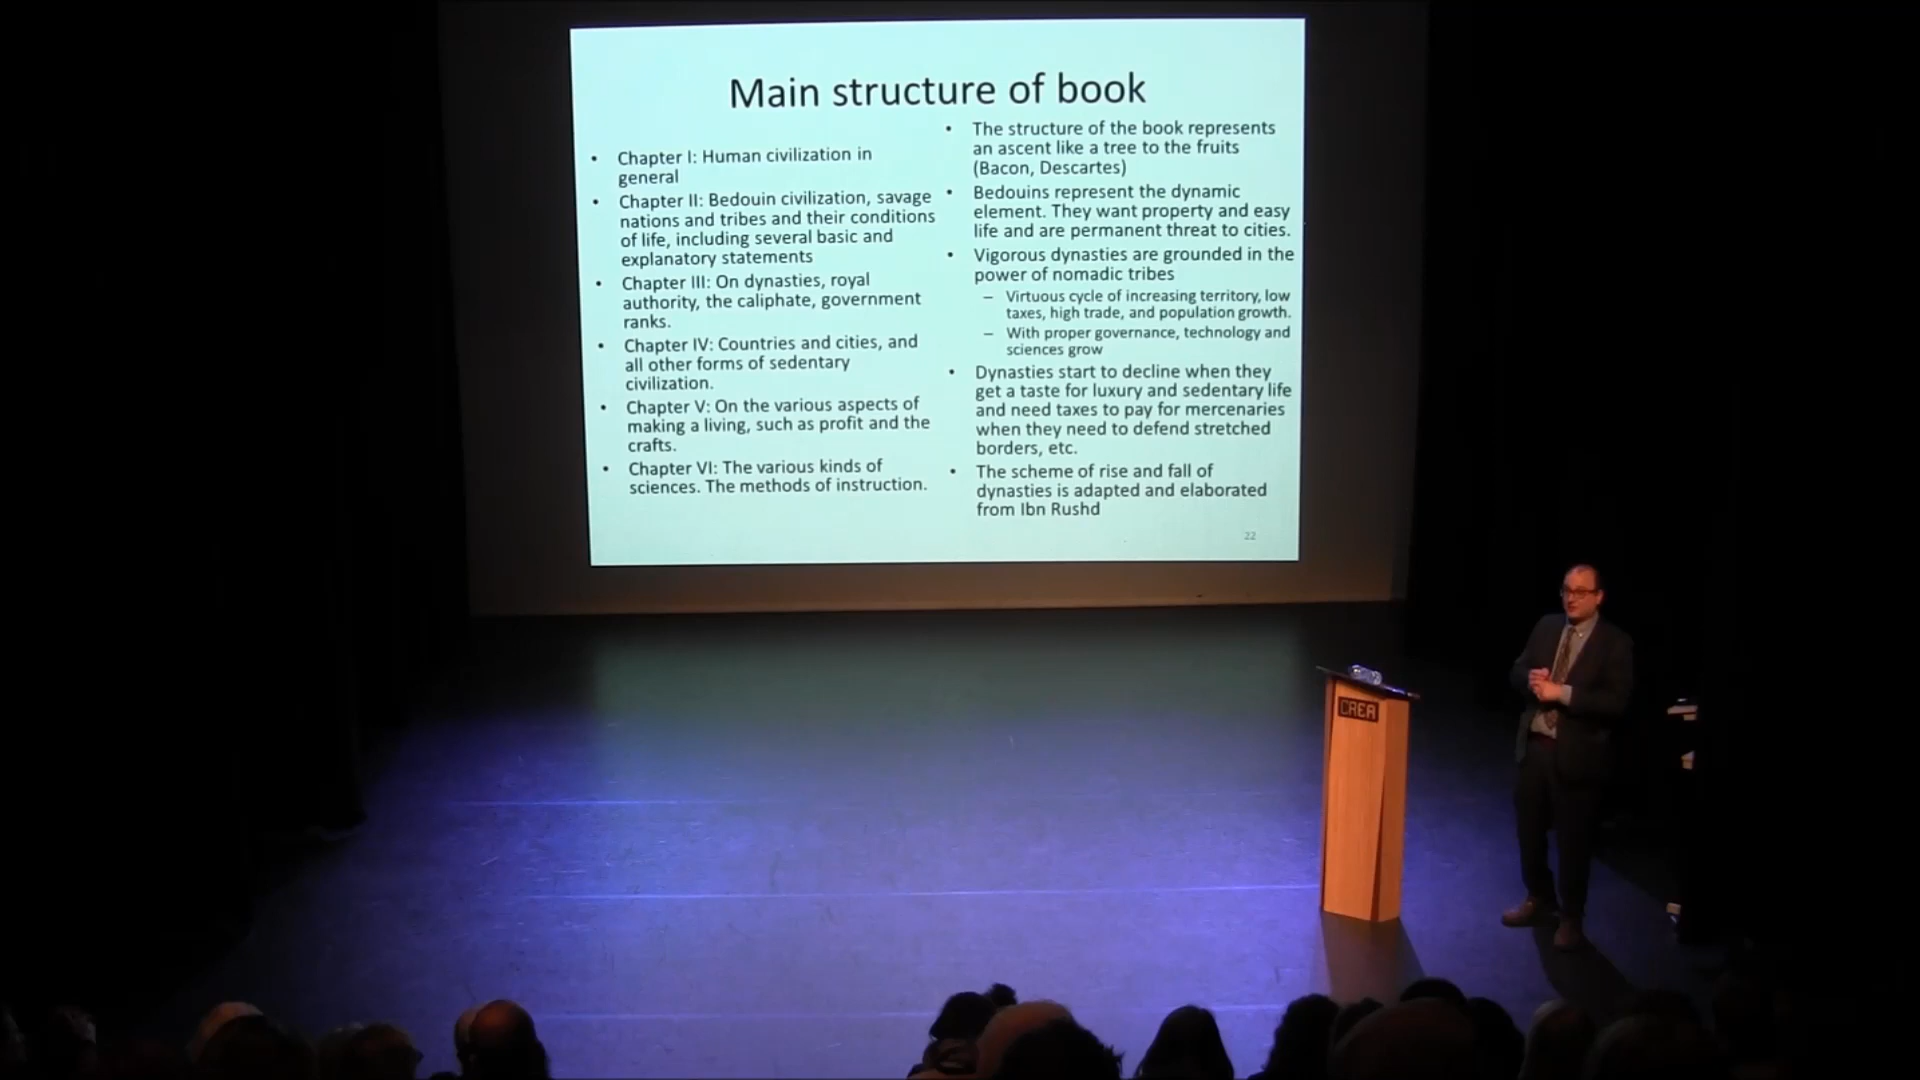 Main structure of book
• Chapter I: Human civilization in
general
• Chapter II: Bedouin civilization, savage
nations and tribes and their conditions
of life, including several basic and
explanatory statements
• Chapter III: On dynasties, royal
authority, the caliphate, government
ranks.
• Chapter IV: Countries and cities, and
all other forms of sedentary
civilization.
• Chapter V: On the various aspects of
making a living, such as profit and the
crafts.
• Chapter VI: The various kinds of
sciences. The methods of instruction.
• The structure of the book represents
an ascent like a tree to the fruits
(Bacon, Descartes)
• Bedouins represent the dynamic
element. They want property and easy
life and are permanent threat to cities.
• Vigorous dynasties are grounded in the
power of nomadic tribes
– Virtuous cycle of increasing territory, low
taxes, high trade, and population growth.
– With proper governance, technology and
sciences grow
• Dynasties start to decline when they
get a taste for luxury and sedentary life
and need taxes to pay for mercenaries
when they need to defend stretched
borders, etc.
• The scheme of rise and fall of
dynasties is adapted and elaborated
from Ibn Rushd
22
CREA